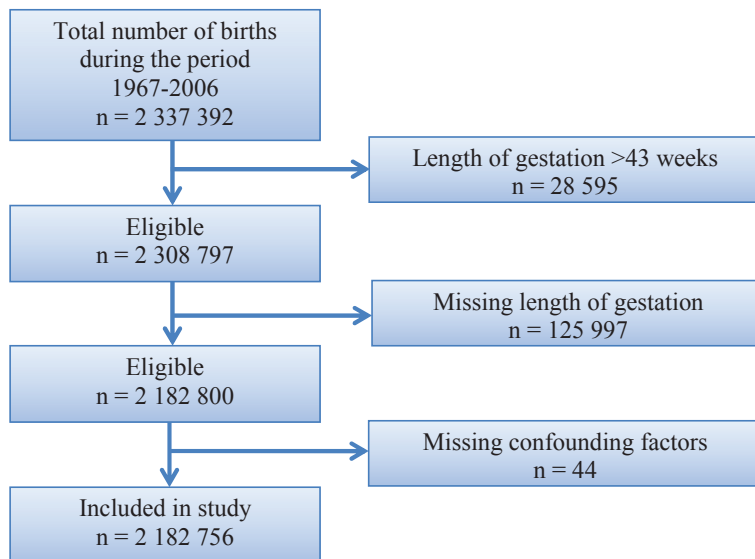 Total number of births
during the period
1967-2006
n = 2 337 392
Length of gestation >43 weeks
n = 28 595
Eligible
n = 2 308 797
Missing length of gestation
n = 125 997
Eligible
n = 2 182 800
Missing confounding factors
n = 44
Included in study
n = 2 182 756